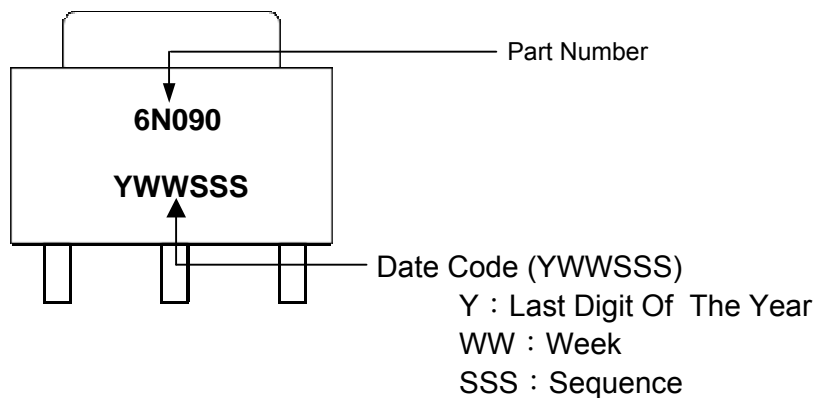 Part Number
6N090
YWWSSS
Date Code (YWWSSS)
Y：Last Digit Of The Year
WW：Week
SSS：Sequence